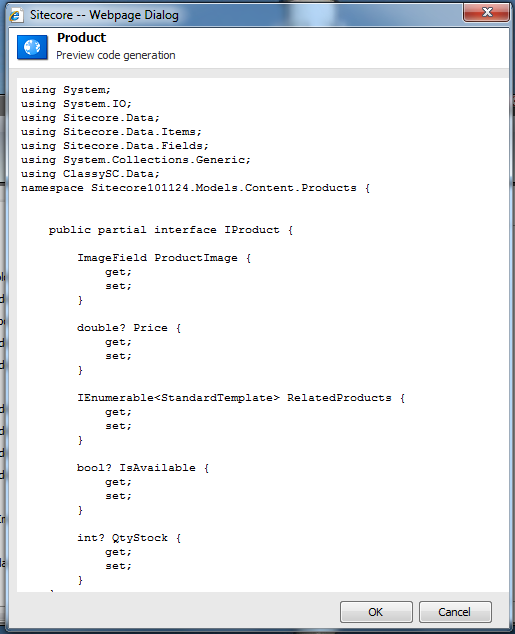 Sitecore -- Webpage Dialog
Product
Preview code generation
using System;
using System.IO;
using Sitecore.Data;
using Sitecore.Data.Items;
using Sitecore.Data.Fields;
using System.Collections.Generic;
using ClassySC.Data;
namespace Sitecore101124.Models.Content.Products {
    public partial interface IProduct {
        ImageField ProductImage {
            get;
            set;
        }
        double? Price {
            get;
            set;
        }
        IEnumerable<StandardTemplate> RelatedProducts {
            get;
            set;
        }
        bool? IsAvailable {
            get;
            set;
        }
        int? QtyStock {
            get;
            set;
        }
OK Cancel